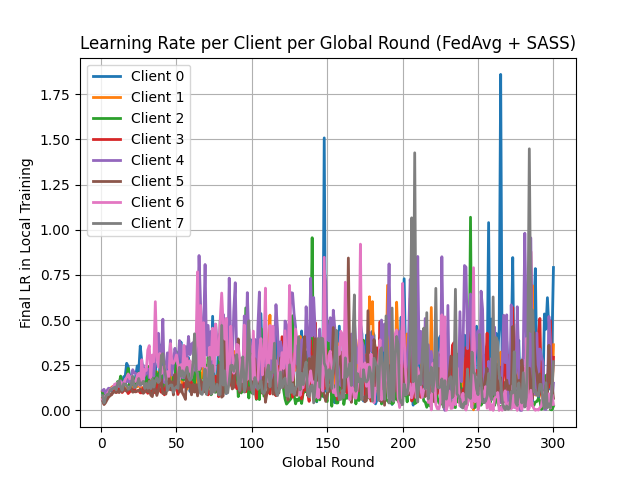 Learning Rate per Client per Global Round (FedAvg + SASS)
Client 0
Client 1
Client 2
Client 3
Client 4
Client 5
Client 6
Client 7
Final LR in Local Training
1.75
1.50
1.25
1.00
0.75
0.50
0.25
0.00
0 50 100 150 200 250 300
Global Round